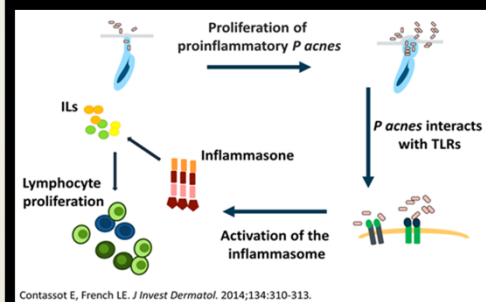 Proliferation of
proinflammatory P acnes
ILs
P acnes interacts
with TLRs
Inflammasone
Lymphocyte
proliferation
Activation of the
inflammasome
Contassot E, French LE. J Invest Dermatol. 2014;134:310-313.